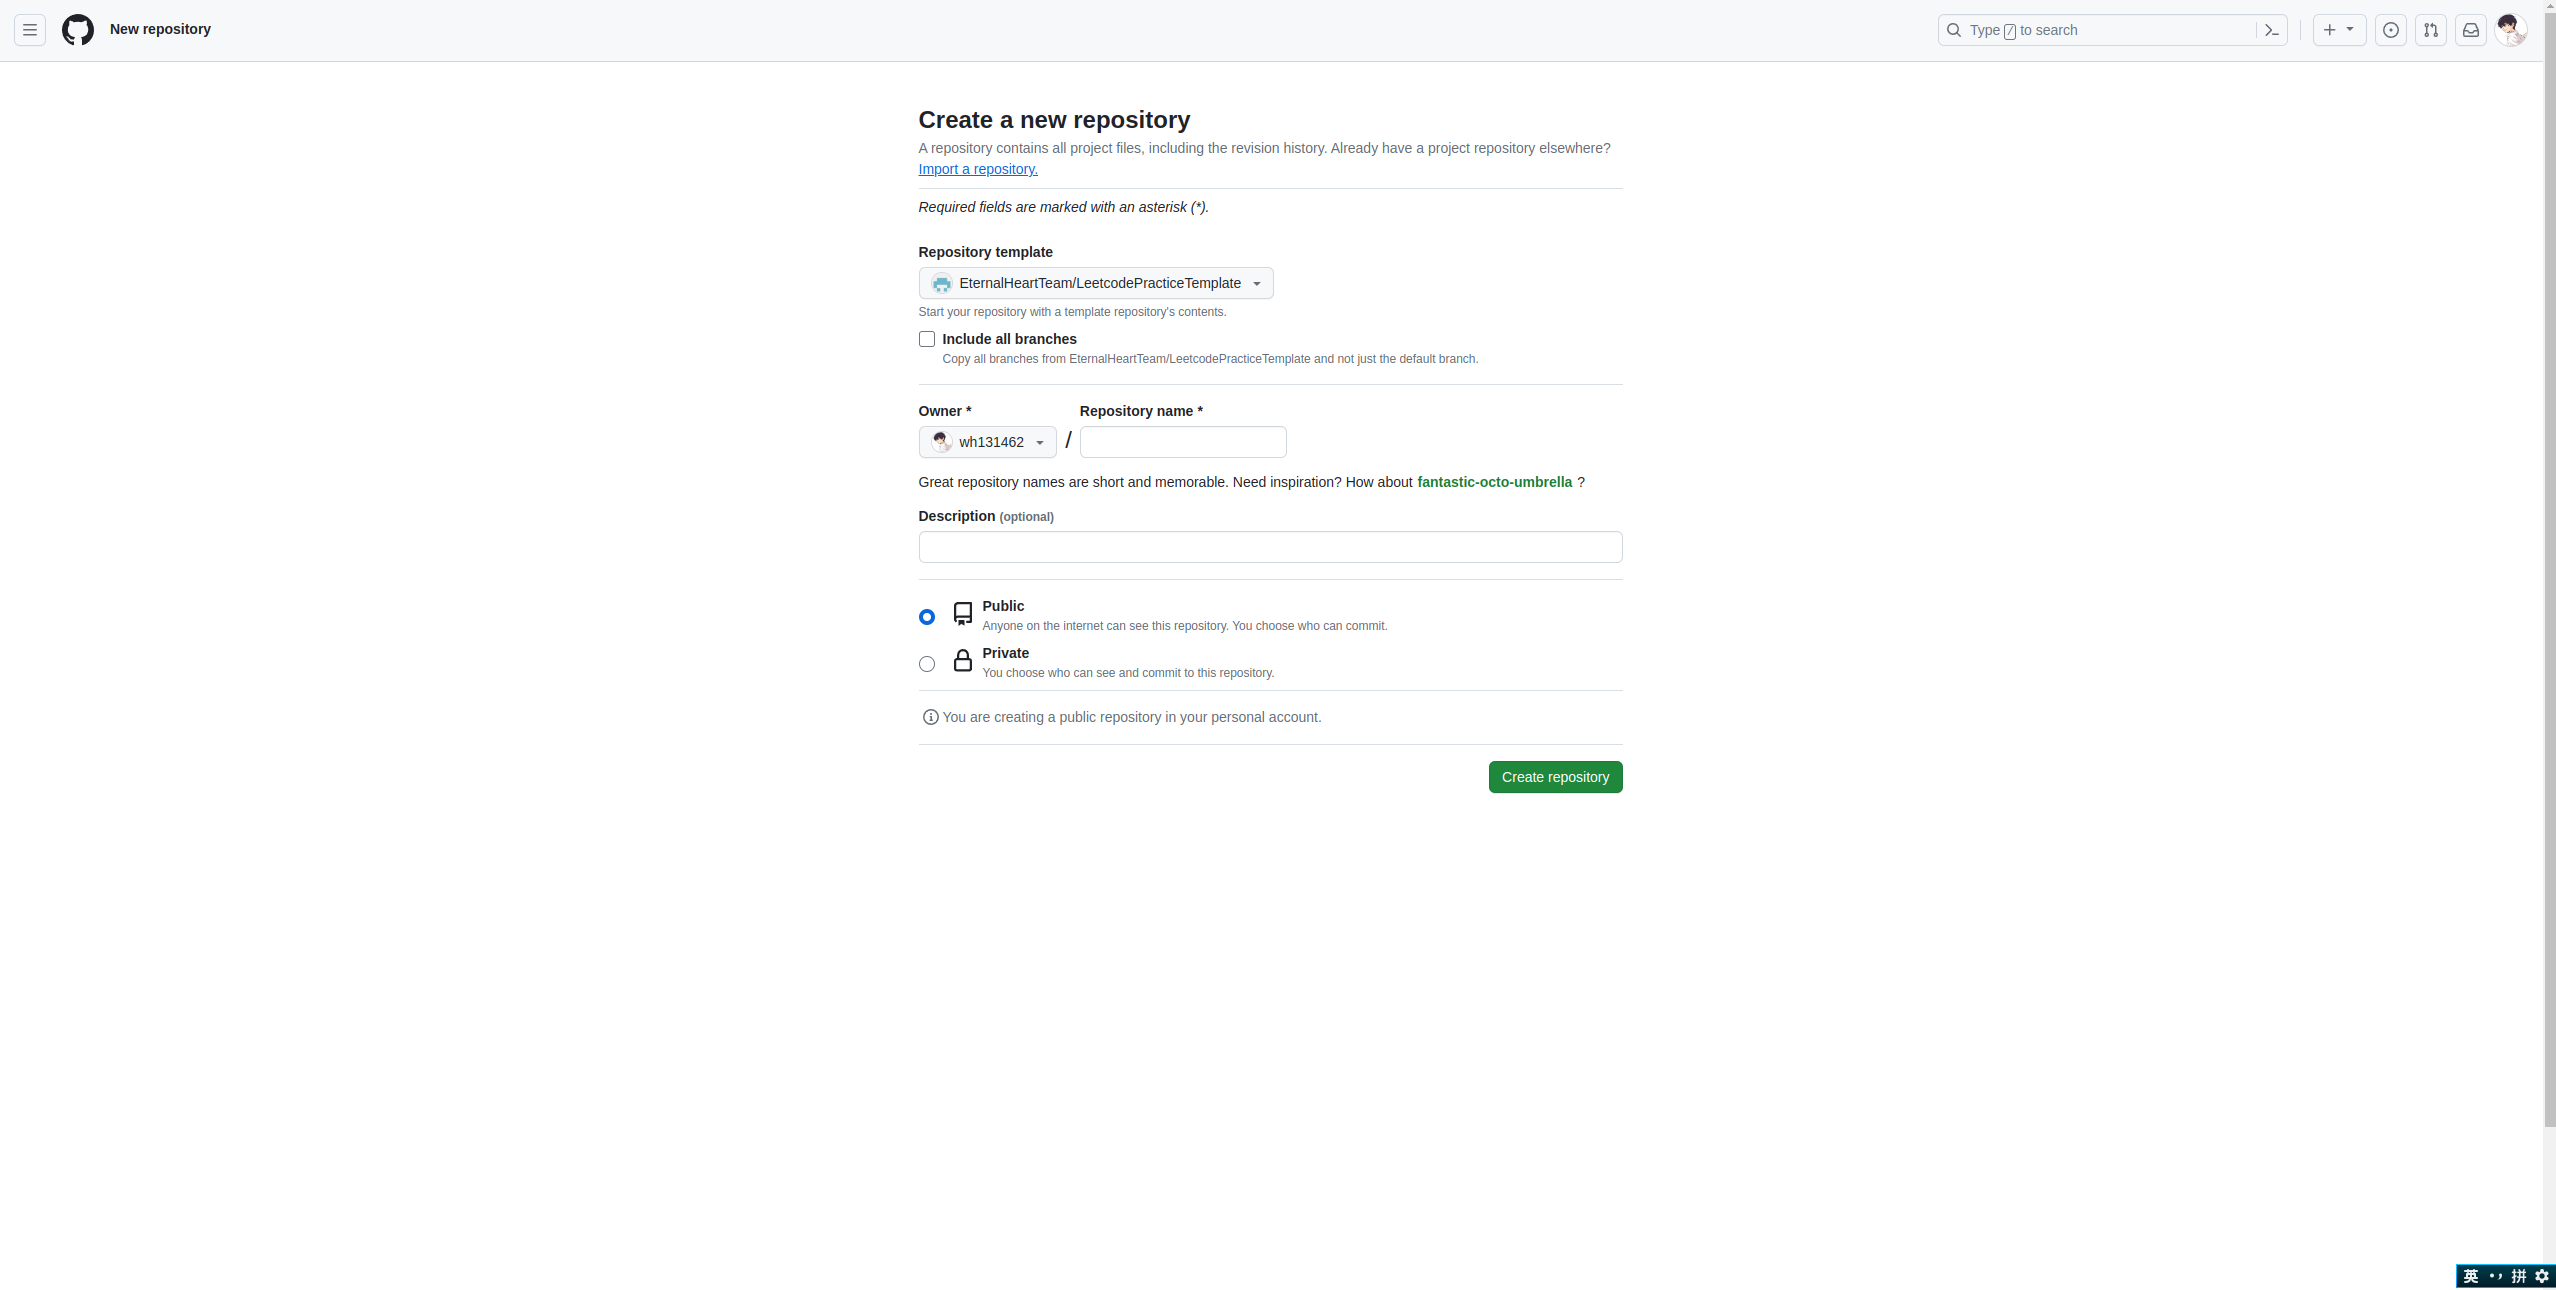 New repository
Type / to search
Create a new repository
A repository contains all project files, including the revision history. Already have a project repository elsewhere?
Import a repository.
Required fields are marked with an asterisk (*).
Repository template
EternalHeartTeam/LeetcodePracticeTemplate
Start your repository with a template repository's contents.
Include all branches
Copy all branches from EternalHeartTeam/LeetcodePracticeTemplate and not just the default branch.
Owner * Repository name *
wh131462 /
Great repository names are short and memorable. Need inspiration? How about fantastic-octo-umbrella ?
Description (optional)
Public
Anyone on the internet can see this repository. You choose who can commit.
Private
You choose who can see and commit to this repository.
You are creating a public repository in your personal account.
Create repository
英 •, 拼